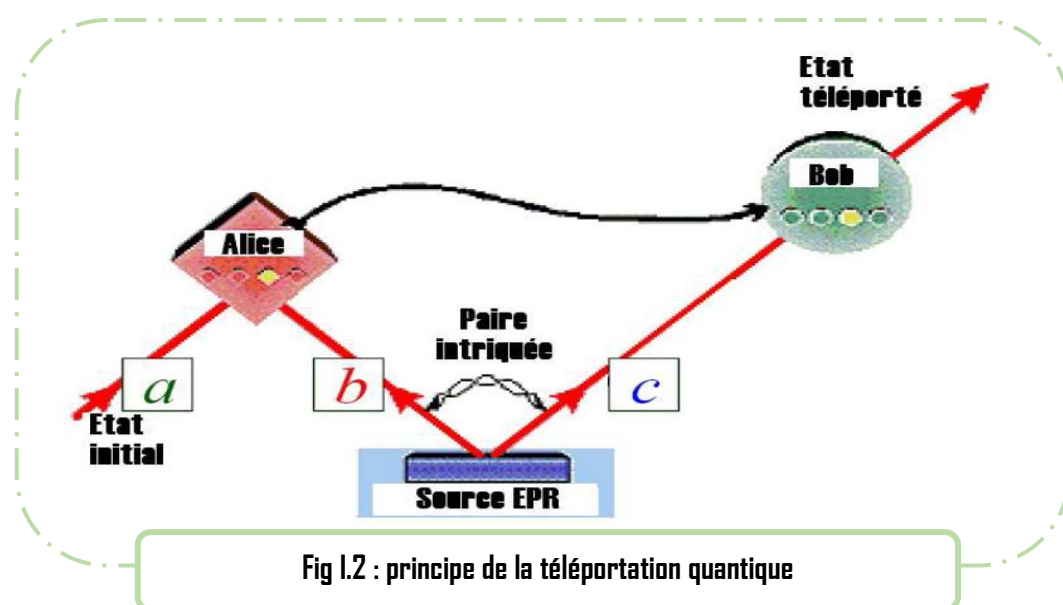 Etat
téléporté
Bob
Alice
Paire
intriquée
a
b
c
Etat
initial
Source EPR
Fig I.2 : principe de la téléportation quantique